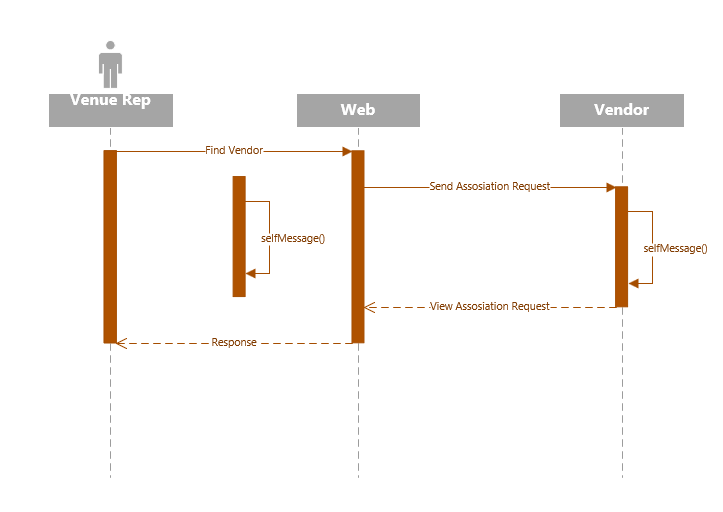 Venue Rep
Web
Vendor
Find Vendor
Send Assosiation Request
selfMessage()
selfMessage()
View Assosiation Request
Response